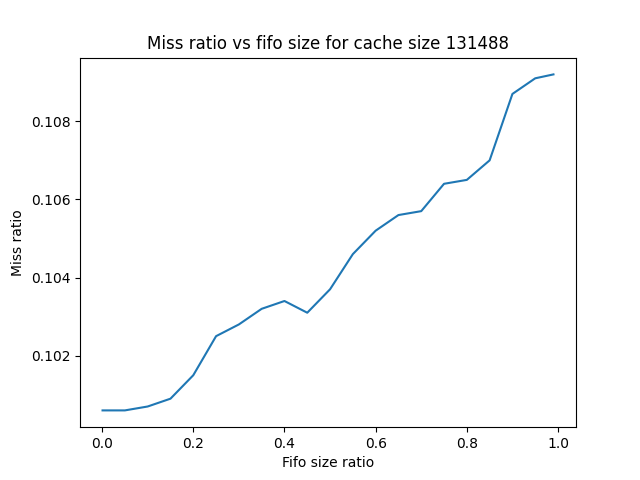 Miss ratio vs fifo size for cache size 131488
0.108
0.106
0.104
0.102
Miss ratio
0.0 0.2 0.4 0.6 0.8 1.0
Fifo size ratio